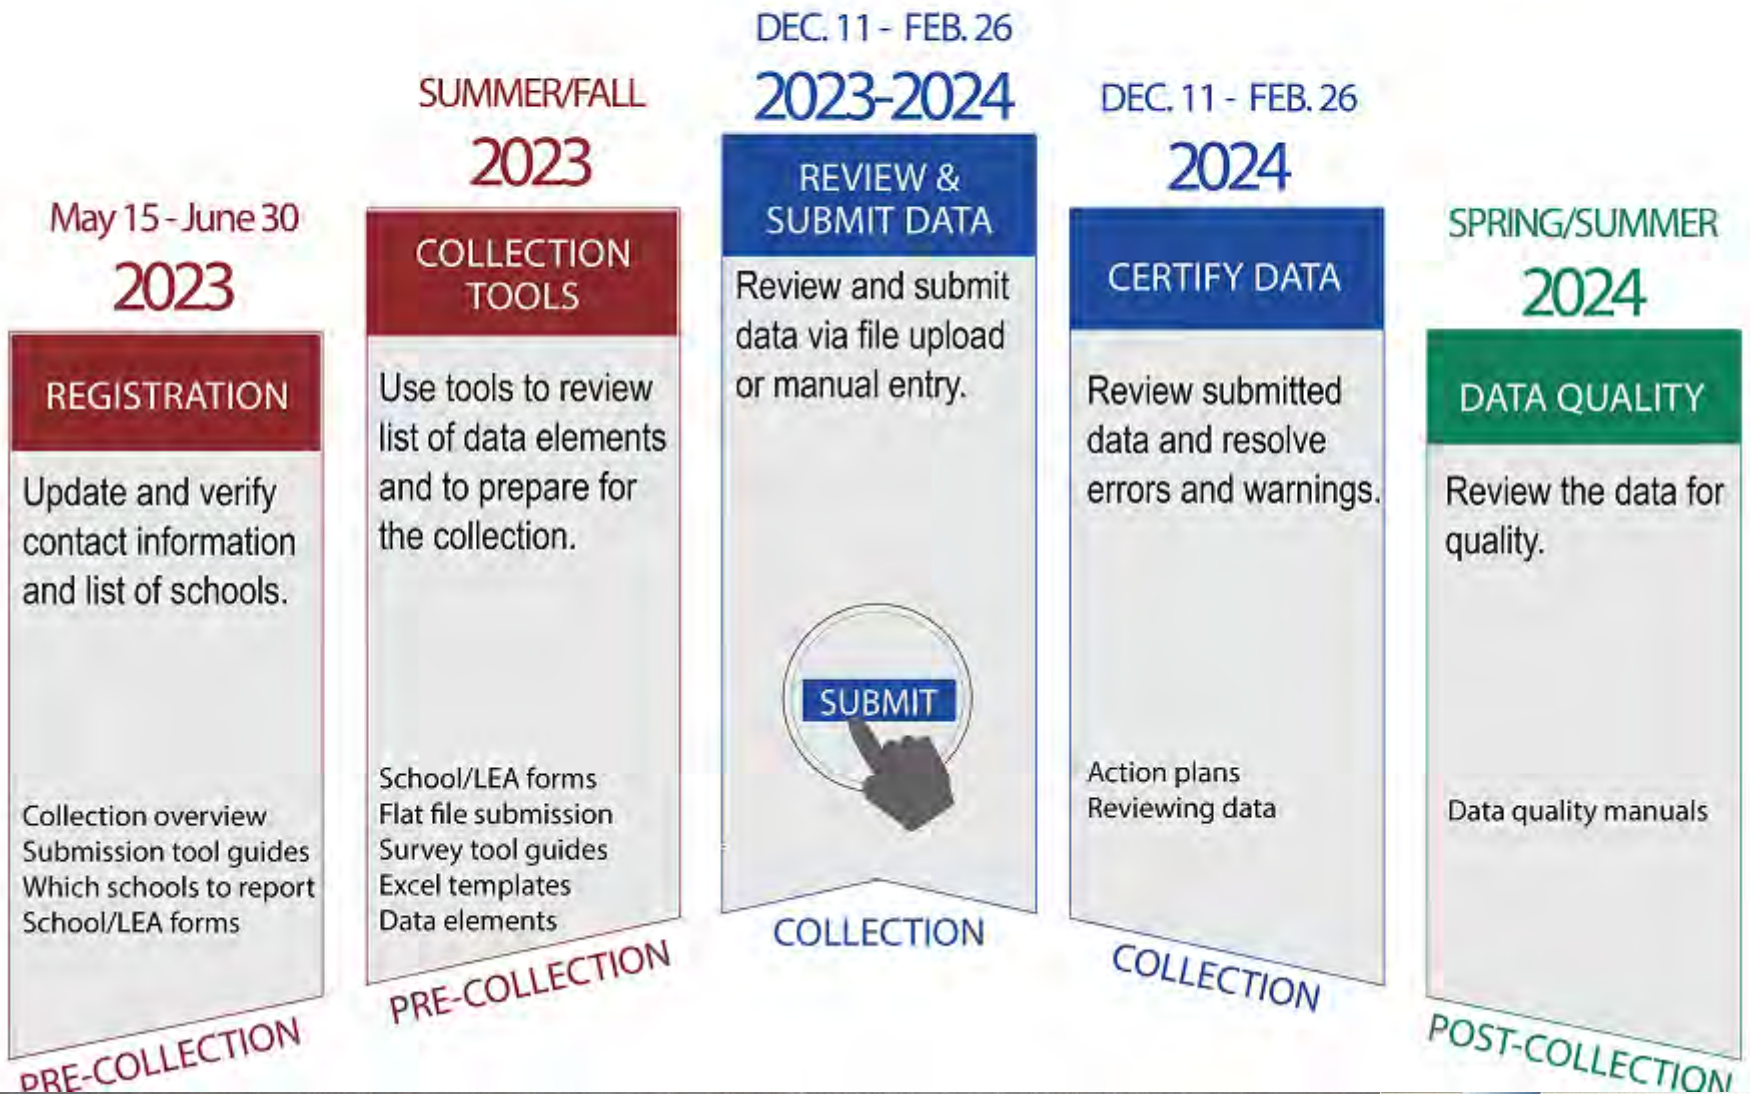 May 15 - June 30
2023
REGISTRATION
Update and verify
contact information
and list of schools.
Collection overview
Submission tool guides
Which schools to report
School/LEA forms
PRE-COLLECTION
SUMMER/FALL
2023
COLLECTION
TOOLS
Use tools to review
list of data elements
and to prepare for
the collection.
School/LEA forms
Flat file submission
Survey tool guides
Excel templates
Data elements
PRE-COLLECTION
DEC. 11 - FEB. 26
2023-2024
REVIEW &
SUBMIT DATA
Review and submit
data via file upload
or manual entry.
SUBMIT
COLLECTION
DEC. 11 - FEB. 26
2024
CERTIFY DATA
Review submitted
data and resolve
errors and warnings.
Action plans
Reviewing data
COLLECTION
SPRING/SUMMER
2024
DATA QUALITY
Review the data for
quality.
Data quality manuals
POST-COLLECTION